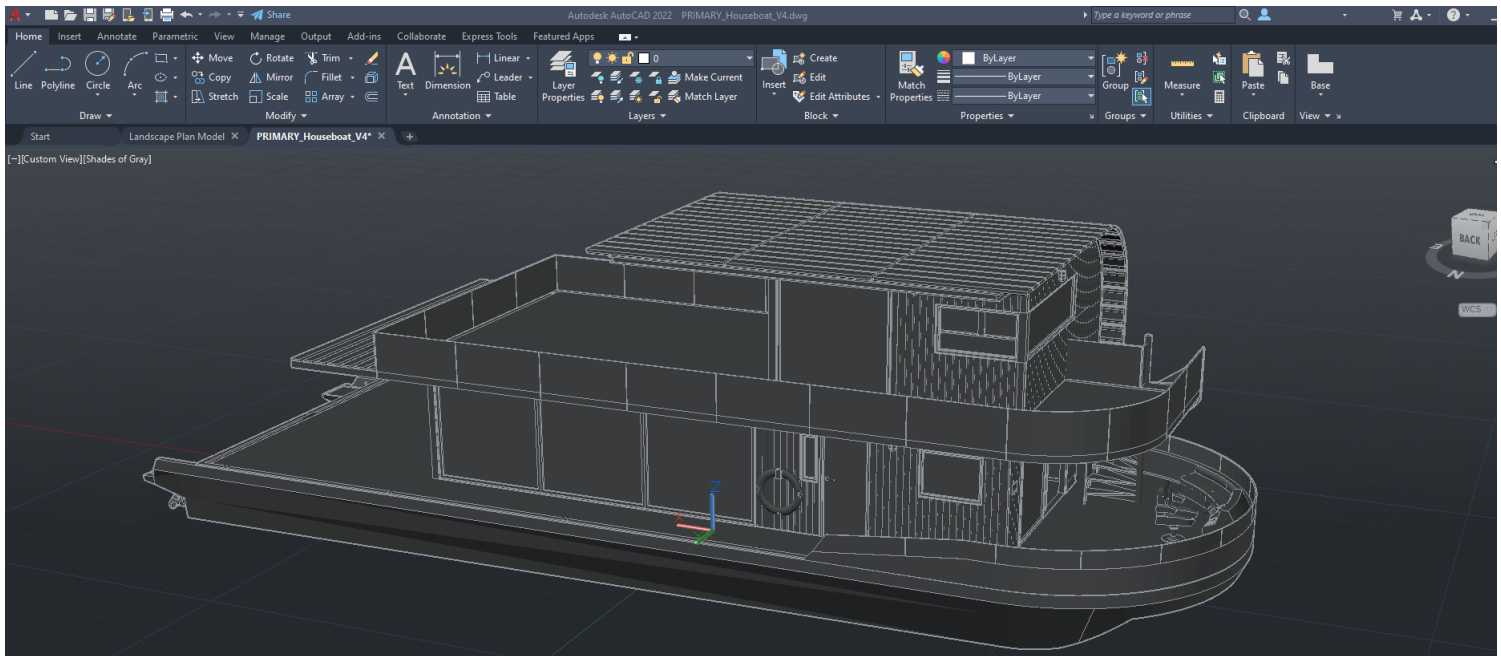 Share
Autodesk AutoCAD 2022 PRIMARY_Houseboat_V4.dwg
Type a keyword or phrase
Home Insert Annotate Parametric View Manage Output Add-ins Collaborate Express Tools Featured Apps
Line Polyline Circle Arc
Move Rotate Trim
Copy Mirror Fillet
Stretch Scale Array
Text Dimension
Linear
Leader
Table
Layer Properties
0
Make Current
Match Layer
Insert
Create
Edit
Edit Attributes
Match Properties
ByLayer
ByLayer
ByLayer
Group Measure Paste Base
Draw Modify Annotation Layers Block Properties Groups Utilities Clipboard View
Start Landscape Plan Model PRIMARY_Houseboat_V4*
[−][Custom View][Shades of Gray]
BACK
N
WCS
Z
X